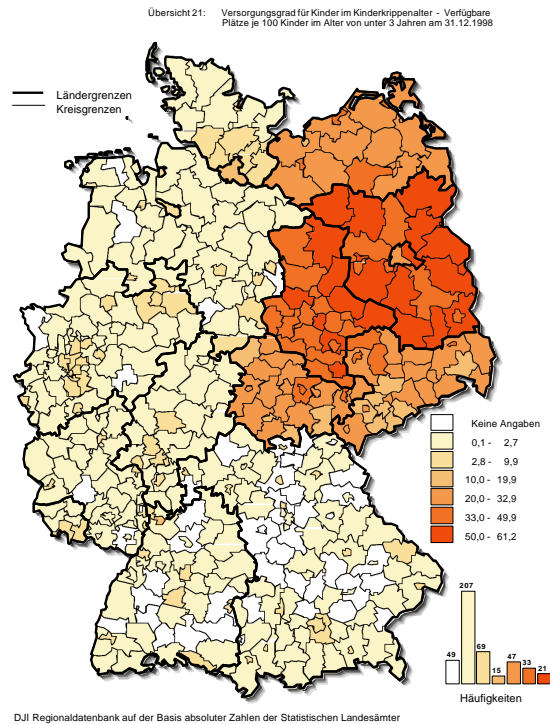 Übersicht 21: Versorgungsgrad für Kinder im Kinderkrippenalter - Verfügbare
Plätze je 100 Kinder im Alter von unter 3 Jahren am 31.12.1998
Ländergrenzen
Kreisgrenzen
Keine Angaben
0,1 - 2,7
2,8 - 9,9
10,0 - 19,9
20,0 - 32,9
33,0 - 49,9
50,0 - 61,2
207
69
49
47
33
21
15
Häufigkeiten
DJI Regionaldatenbank auf der Basis absoluter Zahlen der Statistischen Landesämter